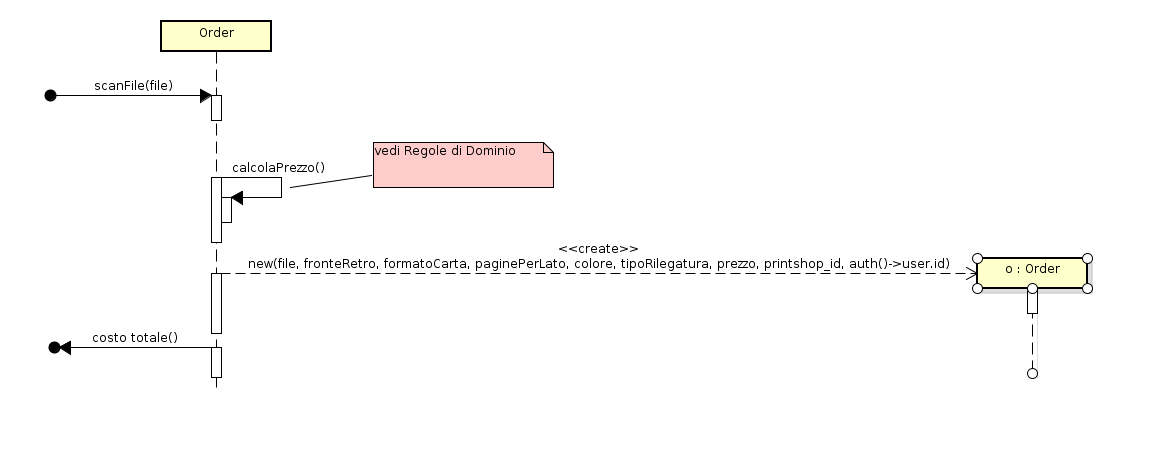 Order
scanFile(file)
vedi Regole di Dominio
calcolaPrezzo()
<<create>>
new(file, fronteRetro, formatoCarta, paginePerLato, colore, tipoRilegatura, prezzo, printshop_id, auth()->user.id)
o : Order
costo totale()